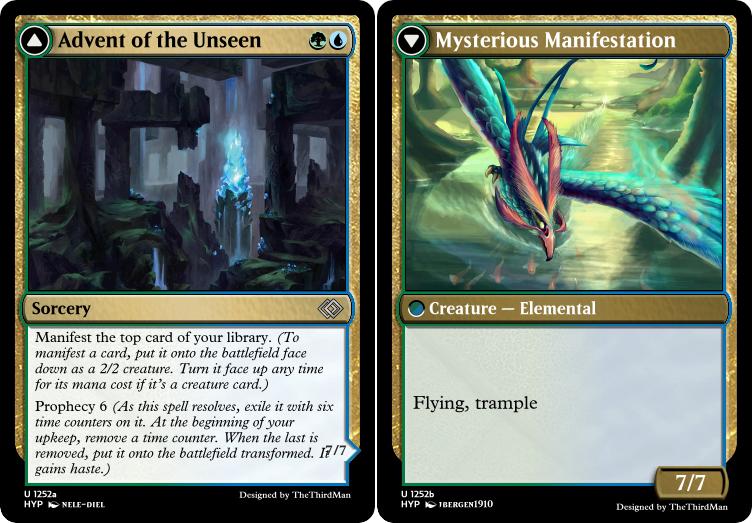 Advent of the Unseen
Sorcery
Manifest the top card of your library. (To
manifest a card, put it onto the battlefield face
down as a 2/2 creature. Turn it face up any time
for its mana cost if it's a creature card.)
Prophecy 6 (As this spell resolves, exile it with six
time counters on it. At the beginning of your
upkeep, remove a time counter. When the last is
removed, put it onto the battlefield transformed. It
7/7
gains haste.)
U 1252a
HYP NELE-DIEL
Designed by TheThirdMan
Mysterious Manifestation
Creature — Elemental
Flying, trample
7/7
U 1252b
HYP JBERGEN1910
Designed by TheThirdMan